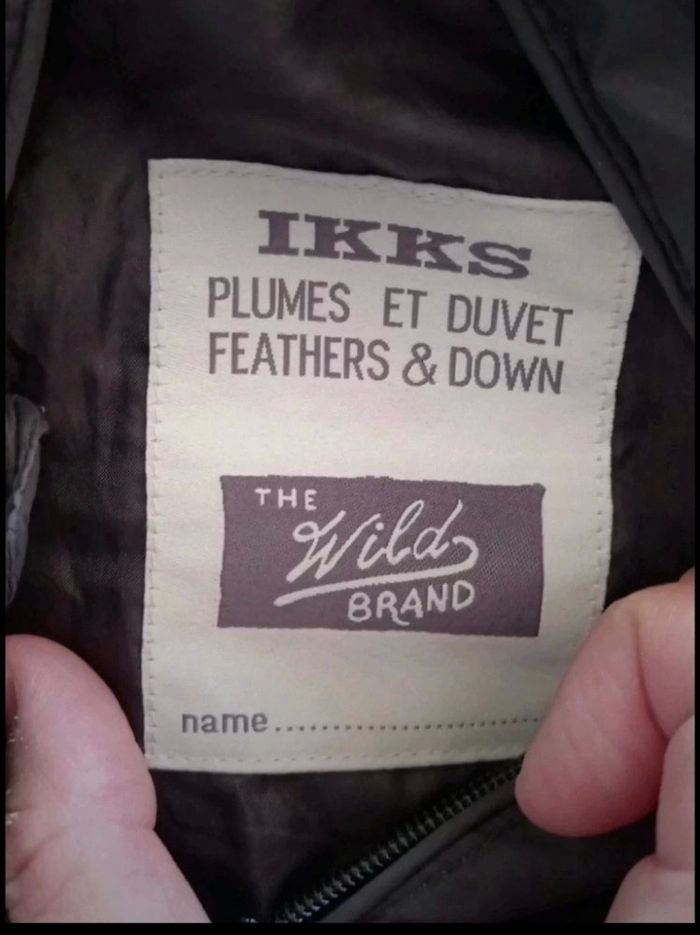 IKKS
PLUMES ET DUVET
FEATHERS & DOWN
THE
Wild
BRAND
name......................